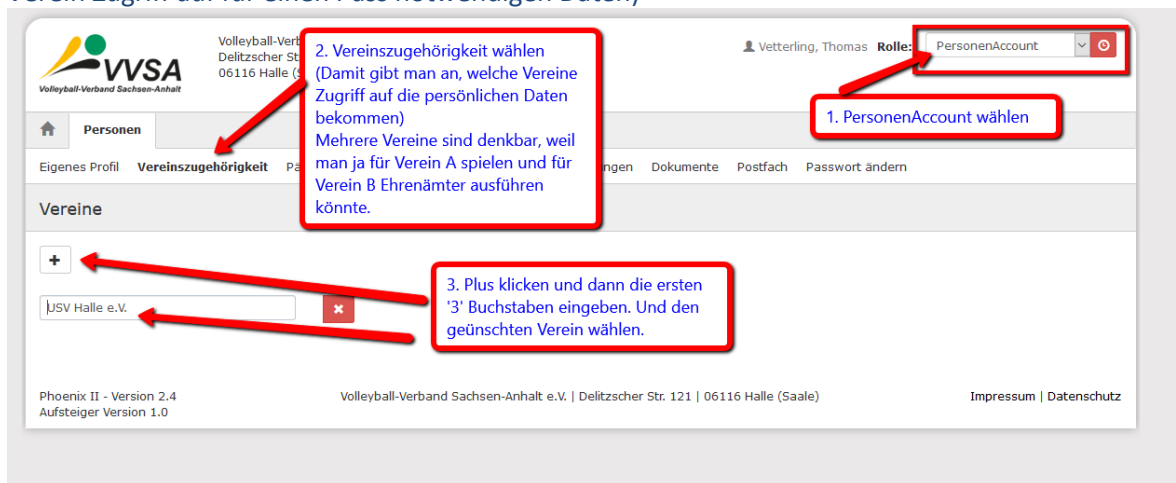 Verein Zugriff auf für einen Pass notwendigen Daten)
VVSA
Volleyball-Verband Sachsen-Anhalt
Volleyball-Verb
Delitzscher St
06116 Halle (S
2. Vereinszugehörigkeit wählen
(Damit gibt man an, welche Vereine
Zugriff auf die persönlichen Daten
bekommen)
Mehrere Vereine sind denkbar, weil
man ja für Verein A spielen und für
Verein B Ehrenämter ausführen
könnte.
Vetterling, Thomas Rolle: PersonenAccount
1. PersonenAccount wählen
Personen
Eigenes Profil Vereinszugehörigkeit Pä ngen Dokumente Postfach Passwort ändern
Vereine
+
3. Plus klicken und dann die ersten
'3' Buchstaben eingeben. Und den
geünschten Verein wählen.
USV Halle e.V.
Phoenix II - Version 2.4
Aufsteiger Version 1.0
Volleyball-Verband Sachsen-Anhalt e.V. | Delitzscher Str. 121 | 06116 Halle (Saale)
Impressum | Datenschutz